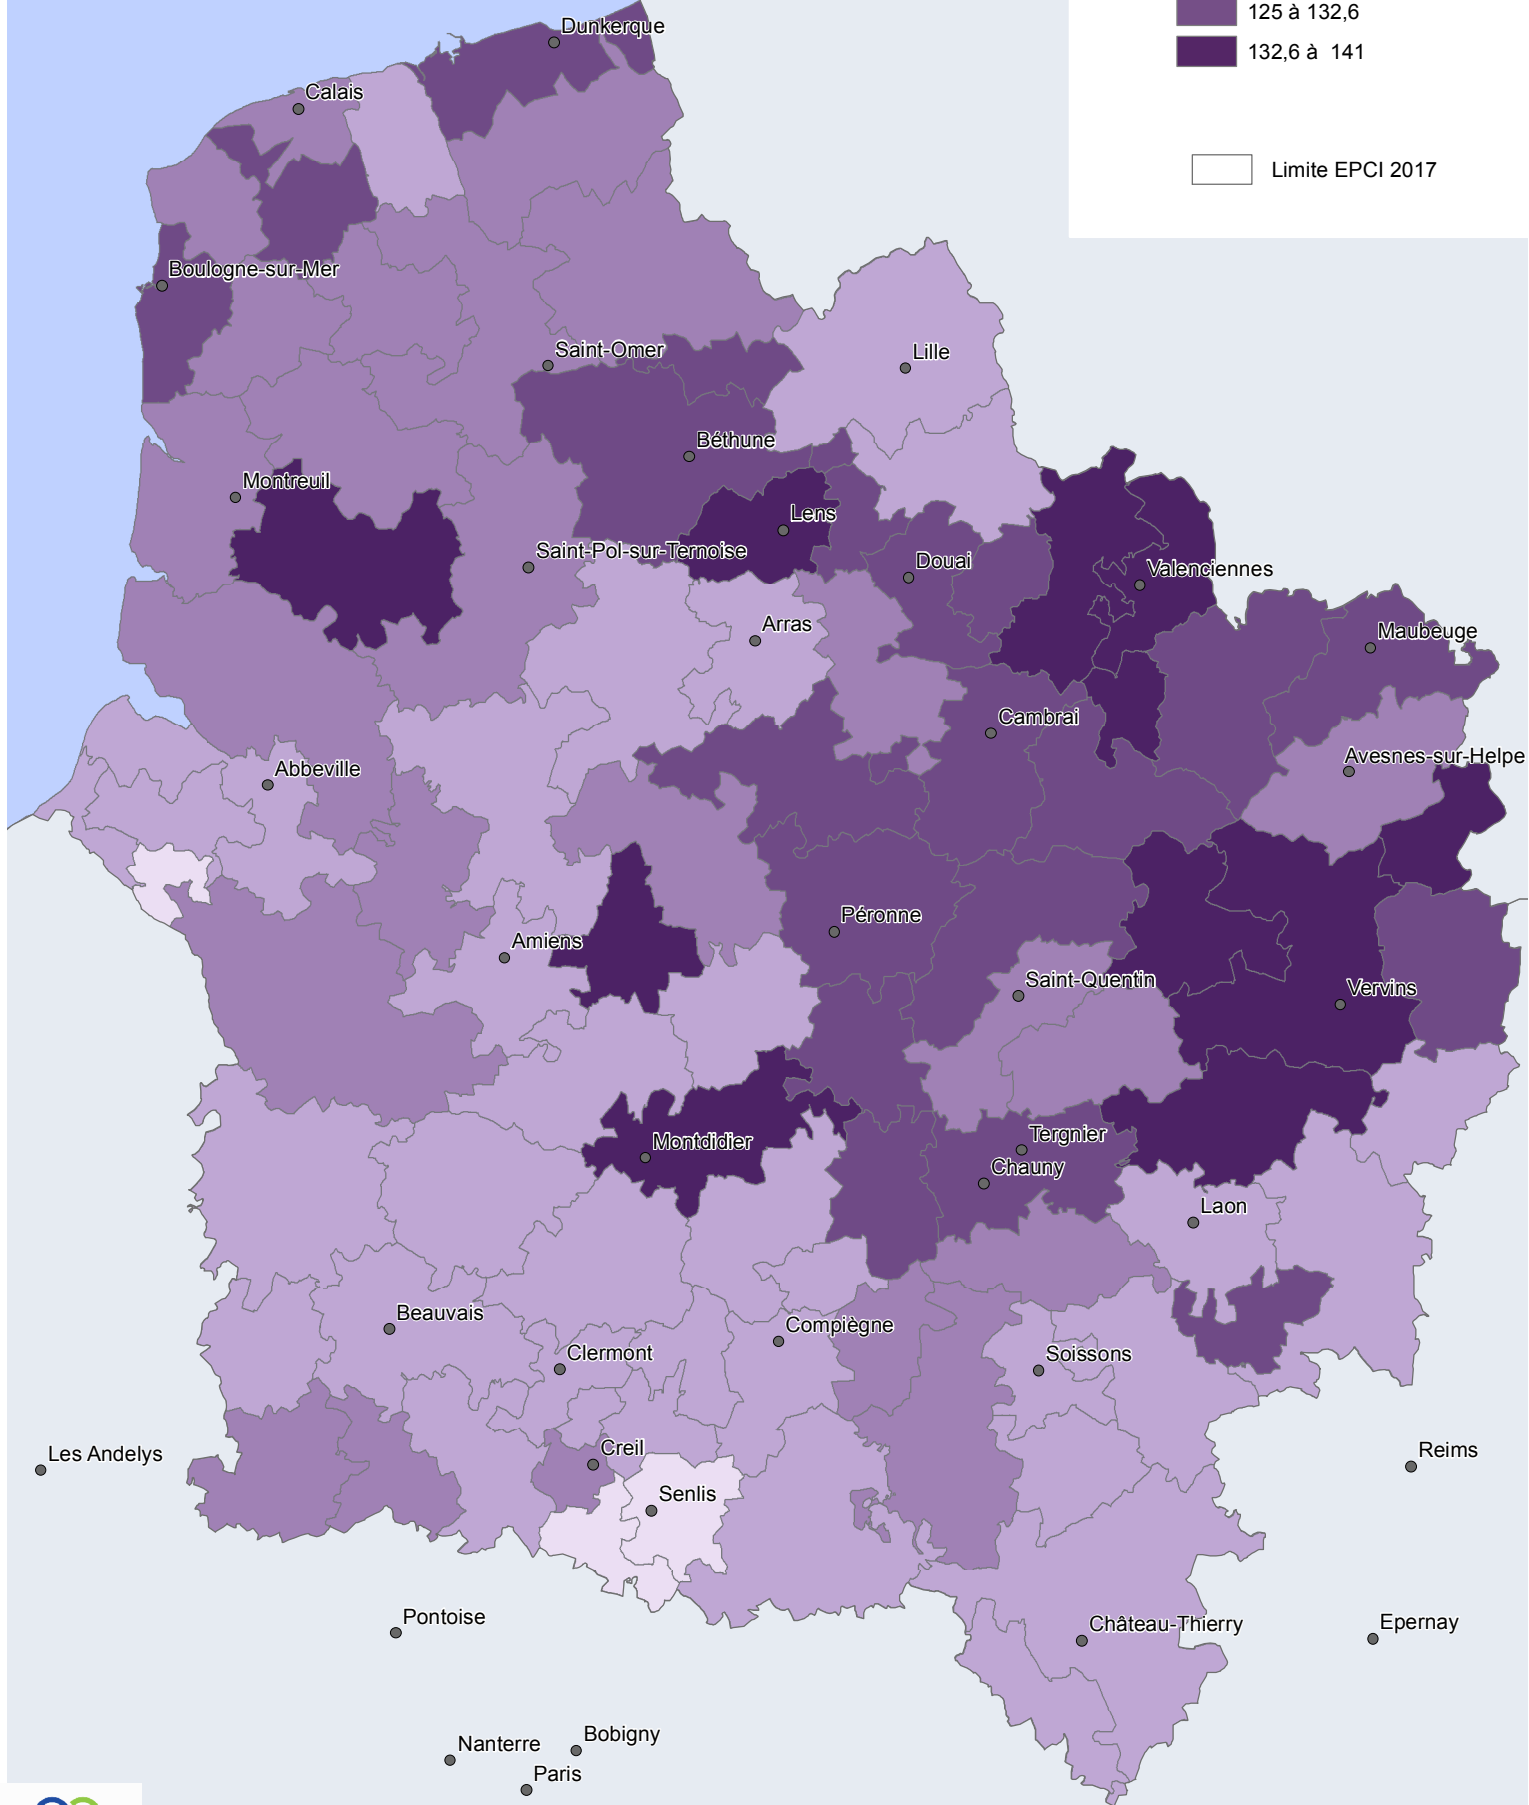 125 à 132,6
Dunkerque
132,6 à 141
Calais
Limite EPCI 2017
Boulogne-sur-Mer
Saint-Omer
Lille
Béthune
Montreuil
Lens
Saint-Pol-sur-Ternoise
Douai
Valenciennes
Arras
Maubeuge
Cambrai
Avesnes-sur-Helpe
Abbeville
Péronne
Amiens
Saint-Quentin
Vervins
Tergnier
Montdidier
Chauny
Laon
Beauvais
Compiègne
Clermont
Soissons
Creil
Reims
Les Andelys
Senlis
Pontoise
Château-Thierry
Epernay
Bobigny
Nanterre
Paris